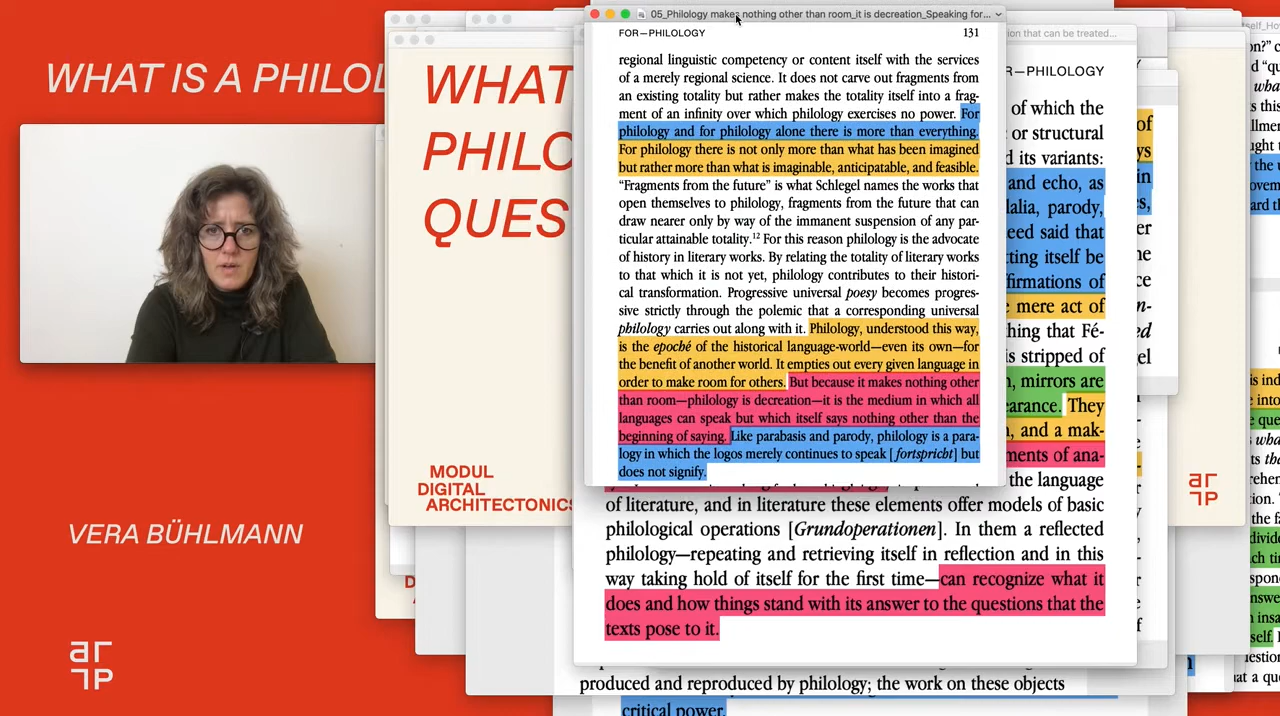 WHAT IS A PHILOL
VERA BÜHLMANN
WHAT
PHILO
QUES
MODUL
DIGITAL
ARCHITECTONICS
05_Philology makes nothing other than room_it is decreation_Speaking for...
FOR—PHILOLOGY 131
regional linguistic competency or content itself with the services
of a merely regional science. It does not carve out fragments from
an existing totality but rather makes the totality itself into a frag-
ment of an infinity over which philology exercises no power. For
philology and for philology alone there is more than everything.
For philology there is not only more than what has been imagined
but rather more than what is imaginable, anticipatable, and feasible.
“Fragments from the future” is what Schlegel names the works that
open themselves to philology, fragments from the future that can
draw nearer only by way of the immanent suspension of any par-
ticular attainable totality.¹² For this reason philology is the advocate
of history in literary works. By relating the totality of literary works
to that which it is not yet, philology contributes to their histori-
cal transformation. Progressive universal poesy becomes progres-
sive strictly through the polemic that a corresponding universal
philology carries out along with it. Philology, understood this way,
is the epoché of the historical language-world—even its own—for
the benefit of another world. It empties out every given language in
order to make room for others. But because it makes nothing other
than room—philology is decreation—it is the medium in which all
languages can speak but which itself says nothing other than the
beginning of saying. Like parabasis and parody, philology is a para-
logy in which the logos merely continues to speak [fortspricht] but
does not signify.
ion that can be treated...
R—PHILOLOGY
of which the
or structural
d its variants:
and echo, as
lalia, parody,
eed said that
tting itself be
firmations of
mere act of
thing that Fé-
is stripped of
n, mirrors are
earance. They
n, and a mak-
ments of ana-
the language
of literature, and in literature these elements offer models of basic
philological operations [Grundoperationen]. In them a reflected
philology—repeating and retrieving itself in reflection and in this
way taking hold of itself for the first time—can recognize what it
does and how things stand with its answer to the questions that the
texts pose to it.
produced and reproduced by philology; the work on these objects
critical power.